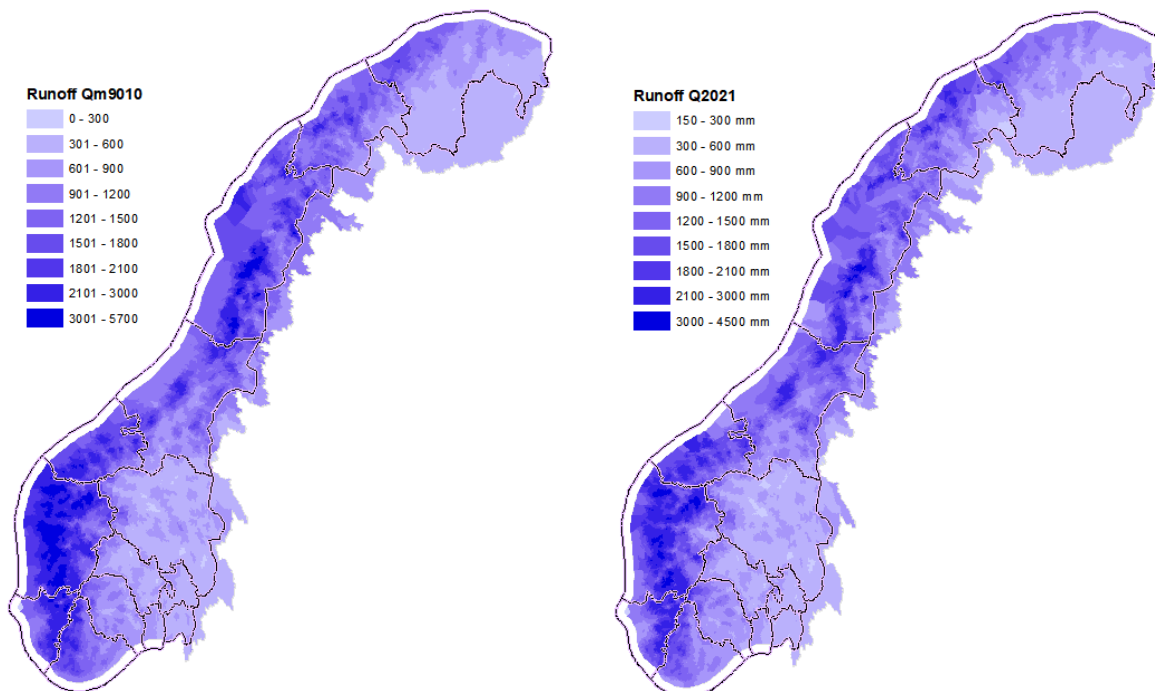 Runoff Qm9010
0 - 300
301 - 600
601 - 900
901 - 1200
1201 - 1500
1501 - 1800
1801 - 2100
2101 - 3000
3001 - 5700
Runoff Q2021
150 - 300 mm
300 - 600 mm
600 - 900 mm
900 - 1200 mm
1200 - 1500 mm
1500 - 1800 mm
1800 - 2100 mm
2100 - 3000 mm
3000 - 4500 mm